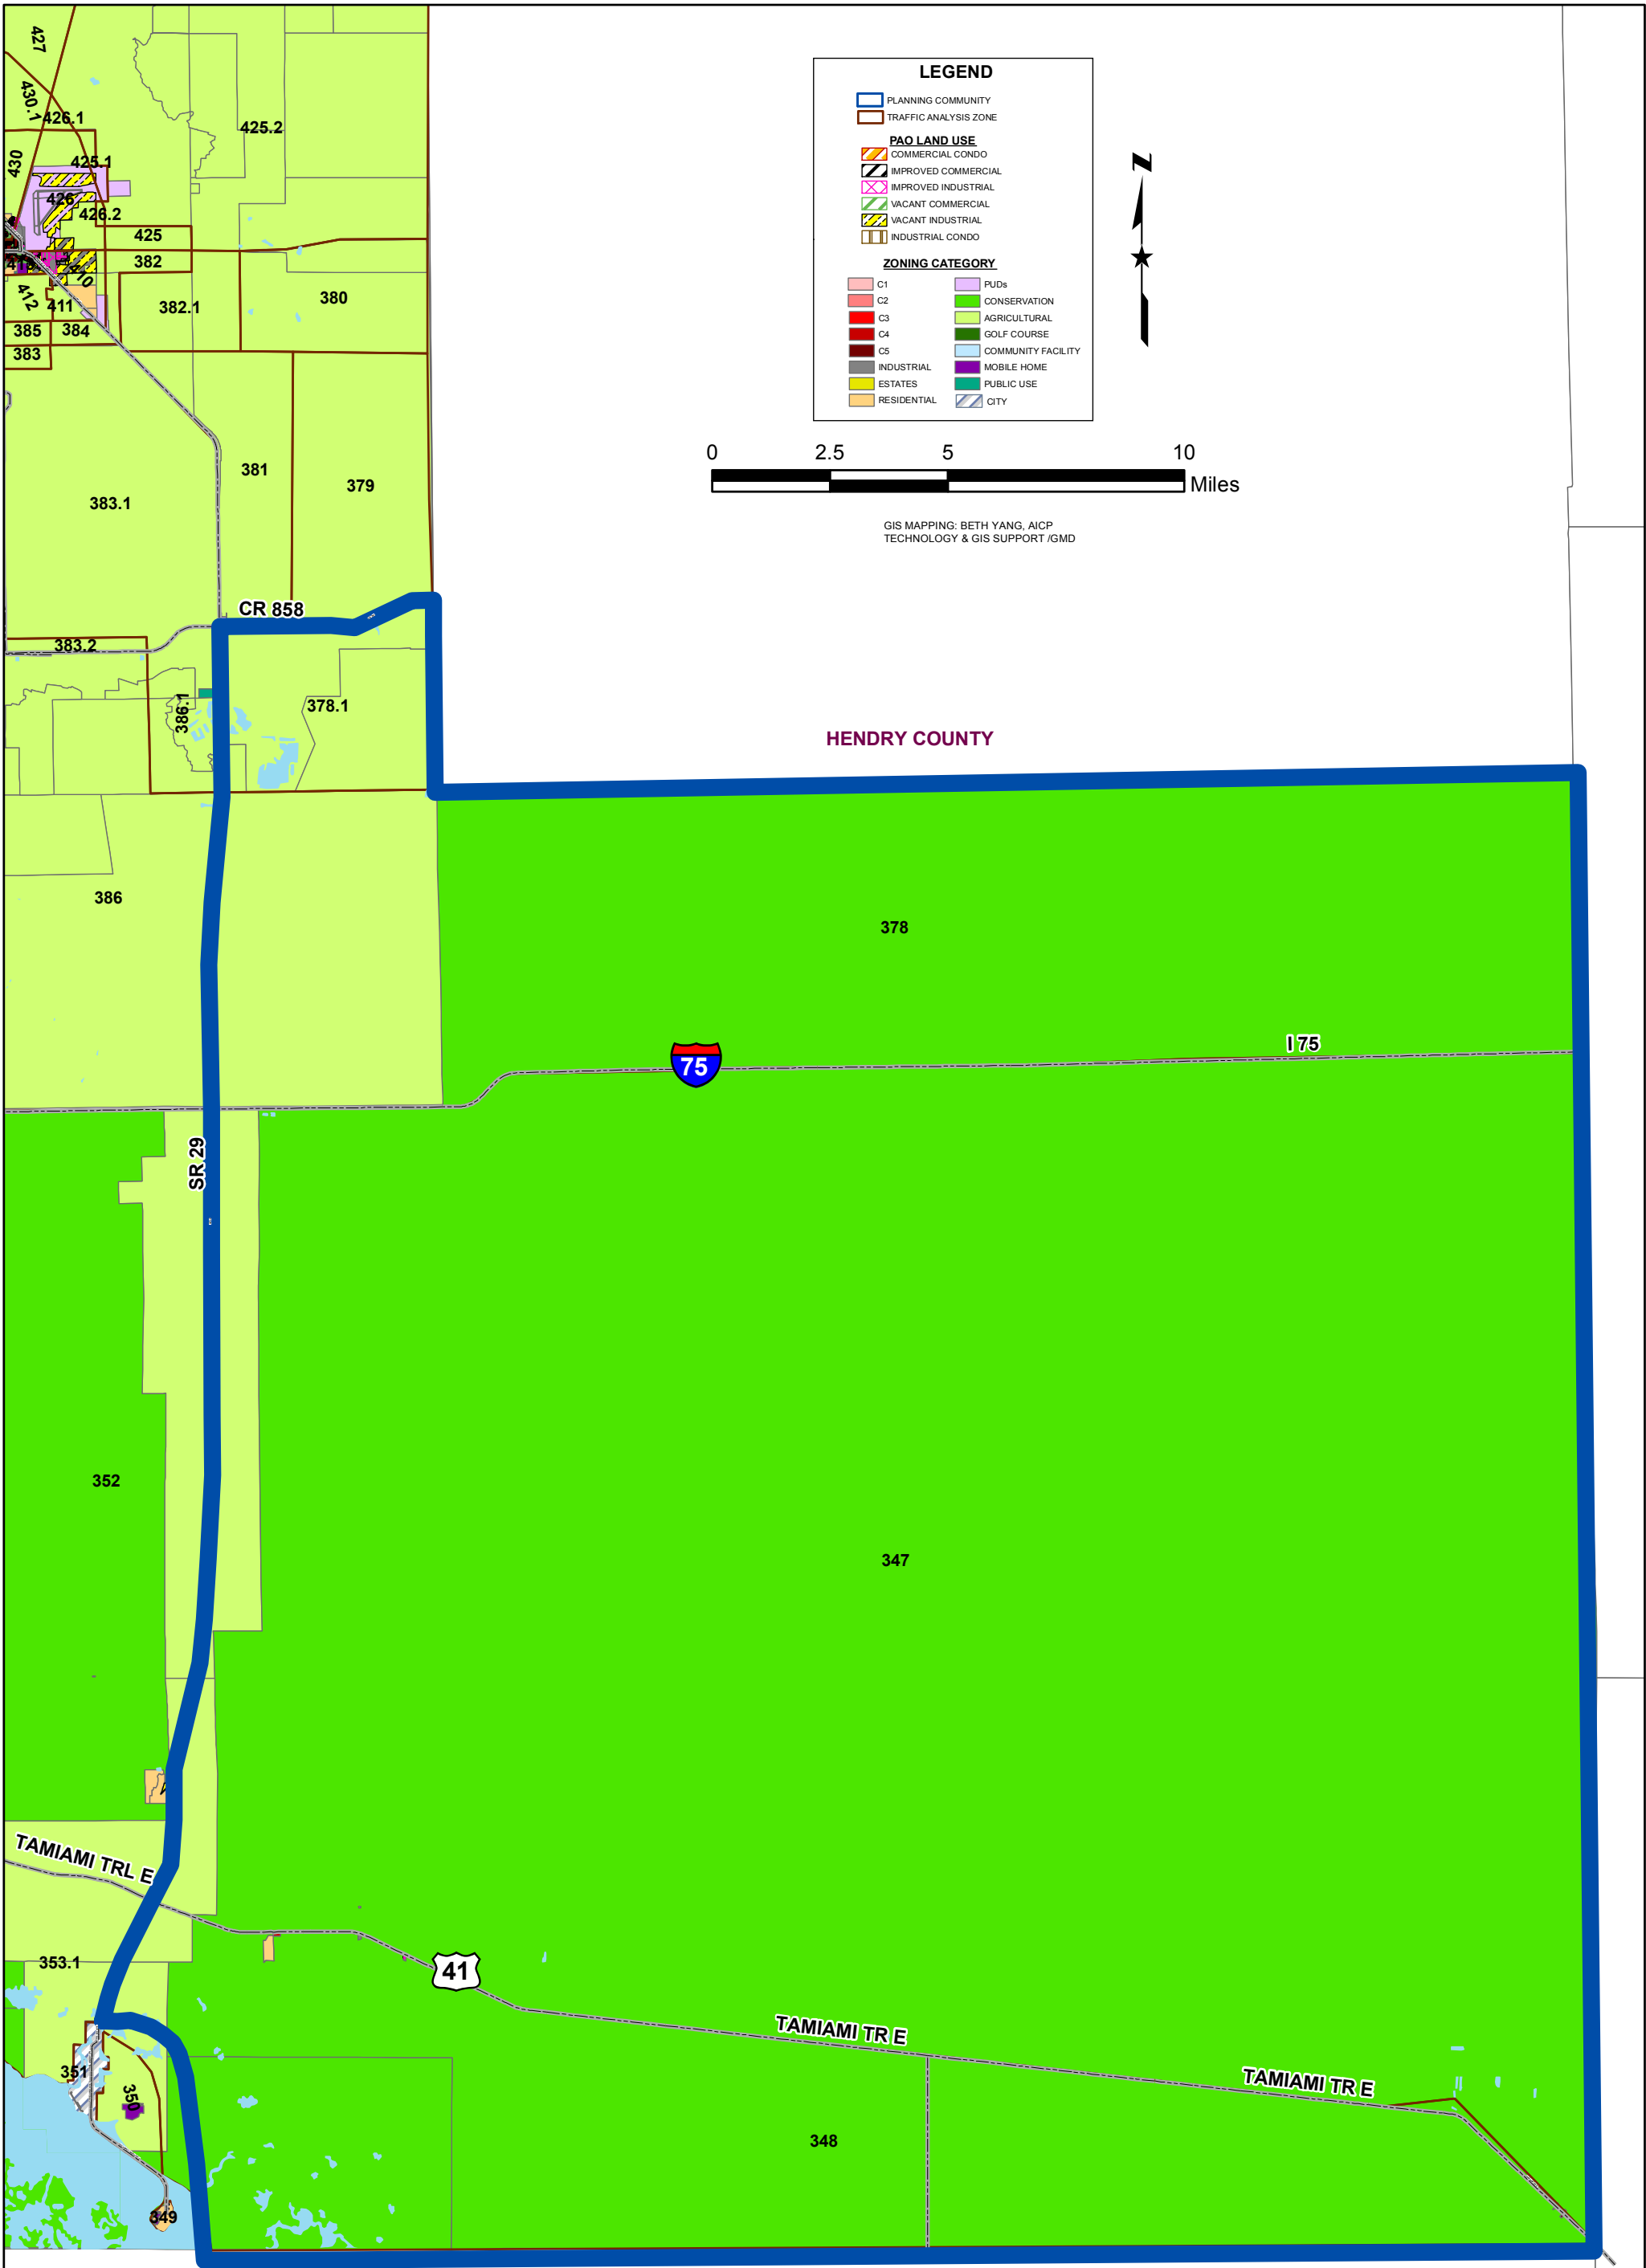 LEGEND
PLANNING COMMUNITY
TRAFFIC ANALYSIS ZONE
PAO LAND USE
COMMERCIAL CONDO
IMPROVED COMMERCIAL
IMPROVED INDUSTRIAL
VACANT COMMERCIAL
VACANT INDUSTRIAL
INDUSTRIAL CONDO
ZONING CATEGORY
C1
C2
C3
C4
C5
INDUSTRIAL
ESTATES
RESIDENTIAL
PUDs
CONSERVATION
AGRICULTURAL
GOLF COURSE
COMMUNITY FACILITY
MOBILE HOME
PUBLIC USE
CITY
N
0 2.5 5 10
Miles
GIS MAPPING: BETH YANG, AICP
TECHNOLOGY & GIS SUPPORT /GMD
427
430.1
426.1
425.2
430
425.1
426
426.2
425
382
410
412
411
382.1
380
385
384
383
381
379
383.1
CR 858
383.2
386.1
378.1
HENDRY COUNTY
386
378
I 75
75
SR 29
352
347
TAMIAMI TRL E
353.1
41
TAMIAMI TR E
TAMIAMI TR E
351
350
348
349